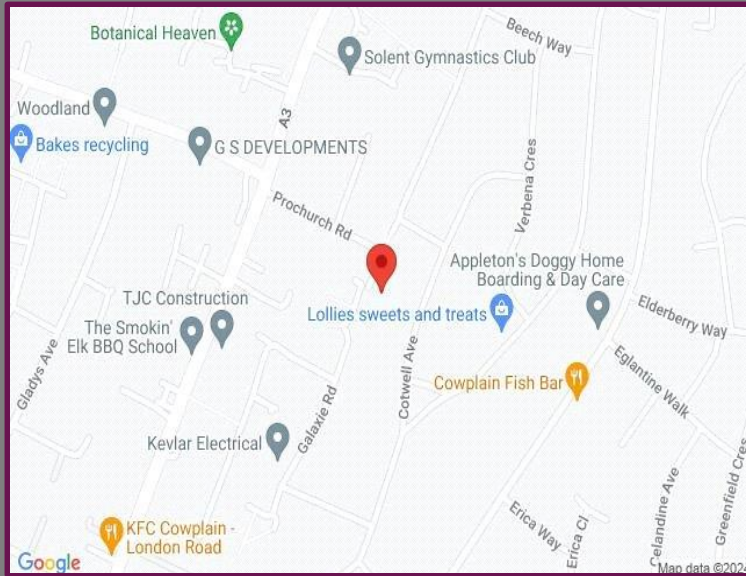 Beech Way
Botanical Heaven
Solent Gymnastics Club
Woodland
A3
Bakes recycling
G S DEVELOPMENTS
Verbena Cres
Prochurch Rd
Appleton's Doggy Home
Boarding & Day Care
TJC Construction
Lollies sweets and treats
Elderberry Way
The Smokin'
Elk BBQ School
Gladys Ave
Cotwell Ave
Eglantine Walk
Cowplain Fish Bar
Galaxie Rd
Kevlar Electrical
Greenfield Cres
Celandine Ave
Erica Way
Erica Cl
KFC Cowplain -
London Road
Google
Map data ©2024